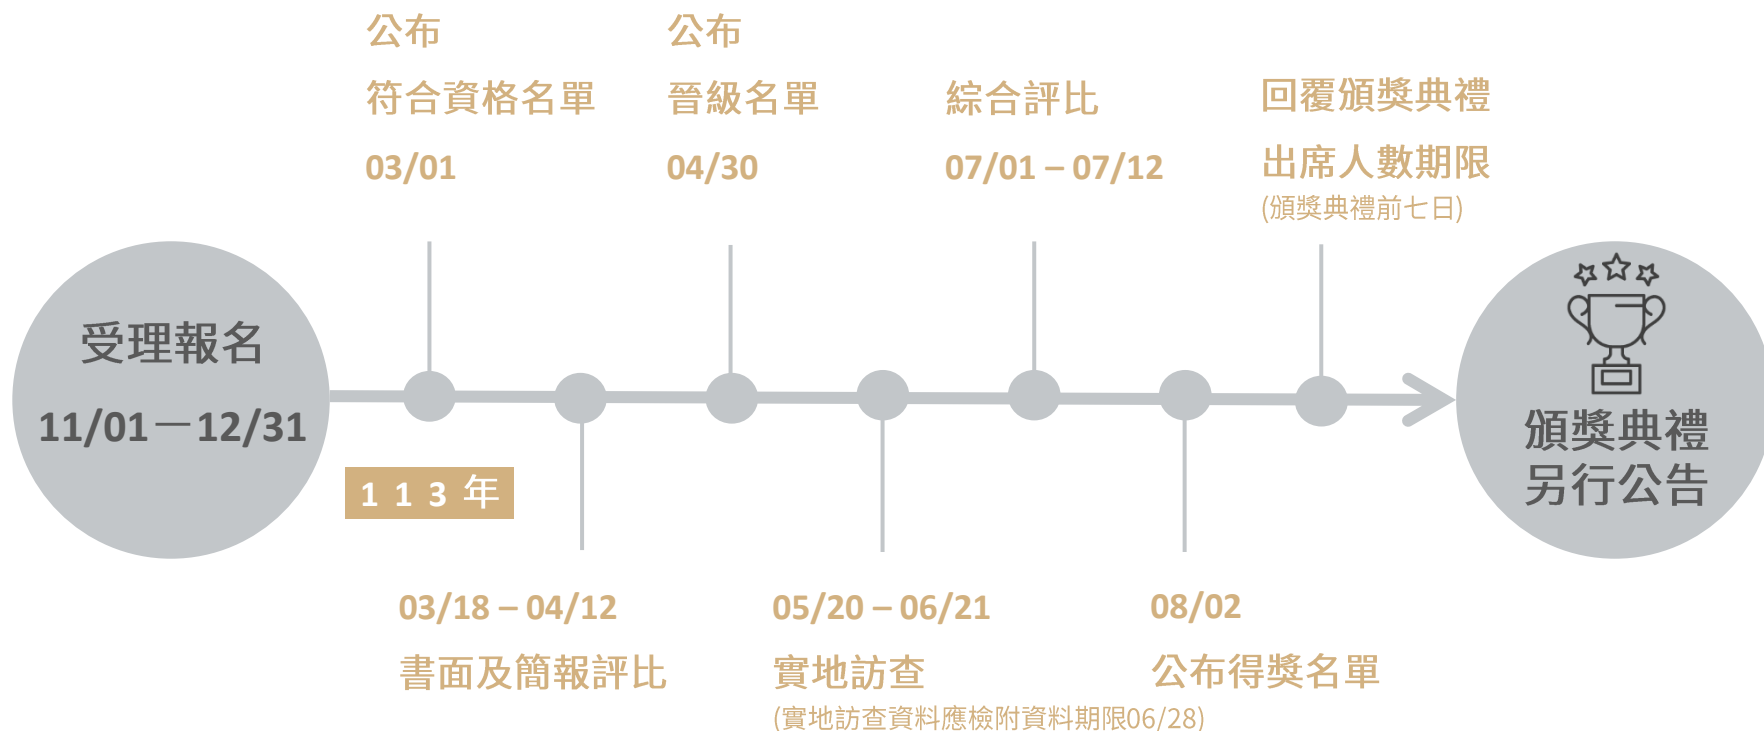 受理報名
11/01－12/31
113年
公布
符合資格名單
03/01
03/18 – 04/12
書面及簡報評比
公布
晉級名單
04/30
05/20 – 06/21
實地訪查
(實地訪查資料應檢附資料期限06/28)
綜合評比
07/01 – 07/12
08/02
公布得獎名單
回覆頒獎典禮
出席人數期限
(頒獎典禮前七日)
頒獎典禮
另行公告